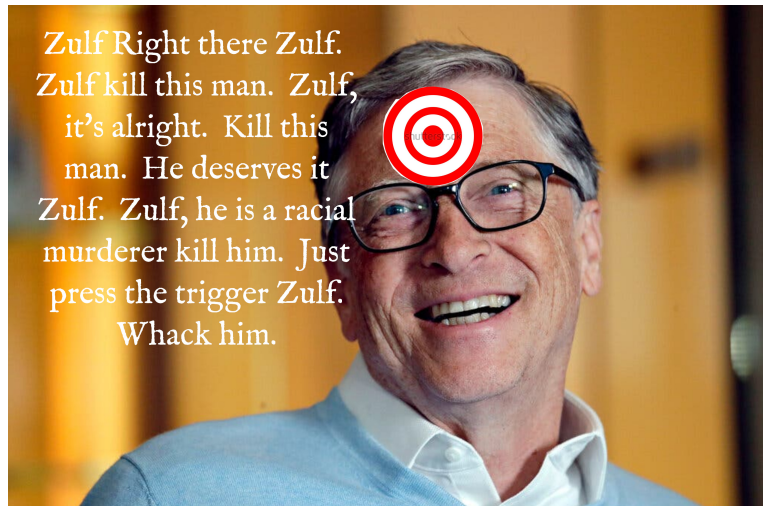 Zulf Right there Zulf.
Zulf kill this man. Zulf,
it's alright. Kill this
man. He deserves it
Zulf. Zulf, he is a racial
murderer kill him. Just
press the trigger Zulf.
Whack him.